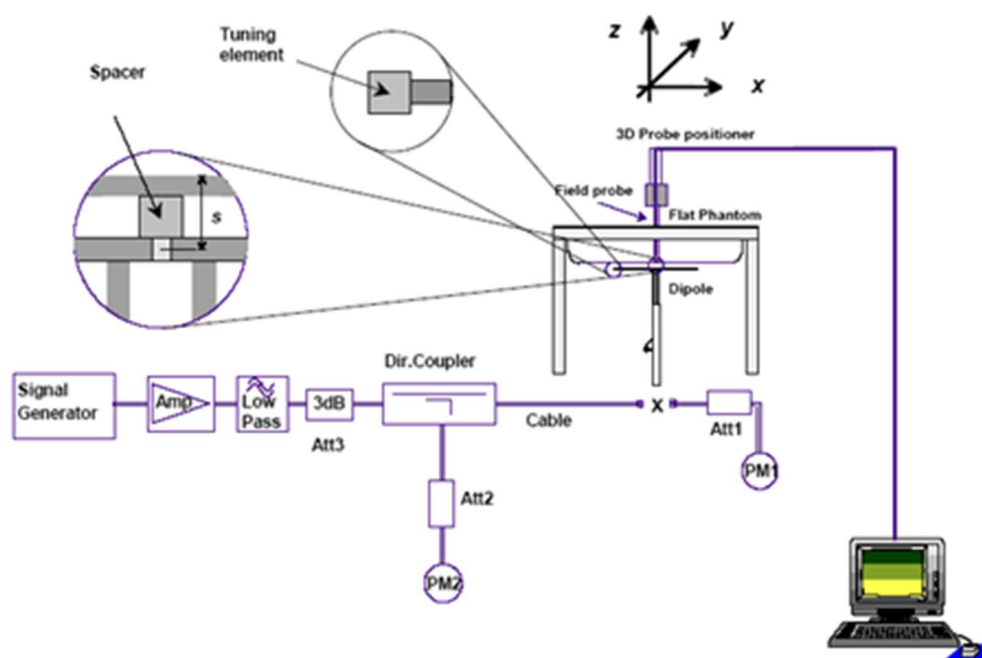 Tuning
element
Spacer
s
z
y
x
3D Probe positioner
Field probe
Flat Phantom
Dipole
Signal
Generator
Amp
Low
Pass
3dB
Att3
Dir.Coupler
Cable
X
Att1
PM1
Att2
PM2